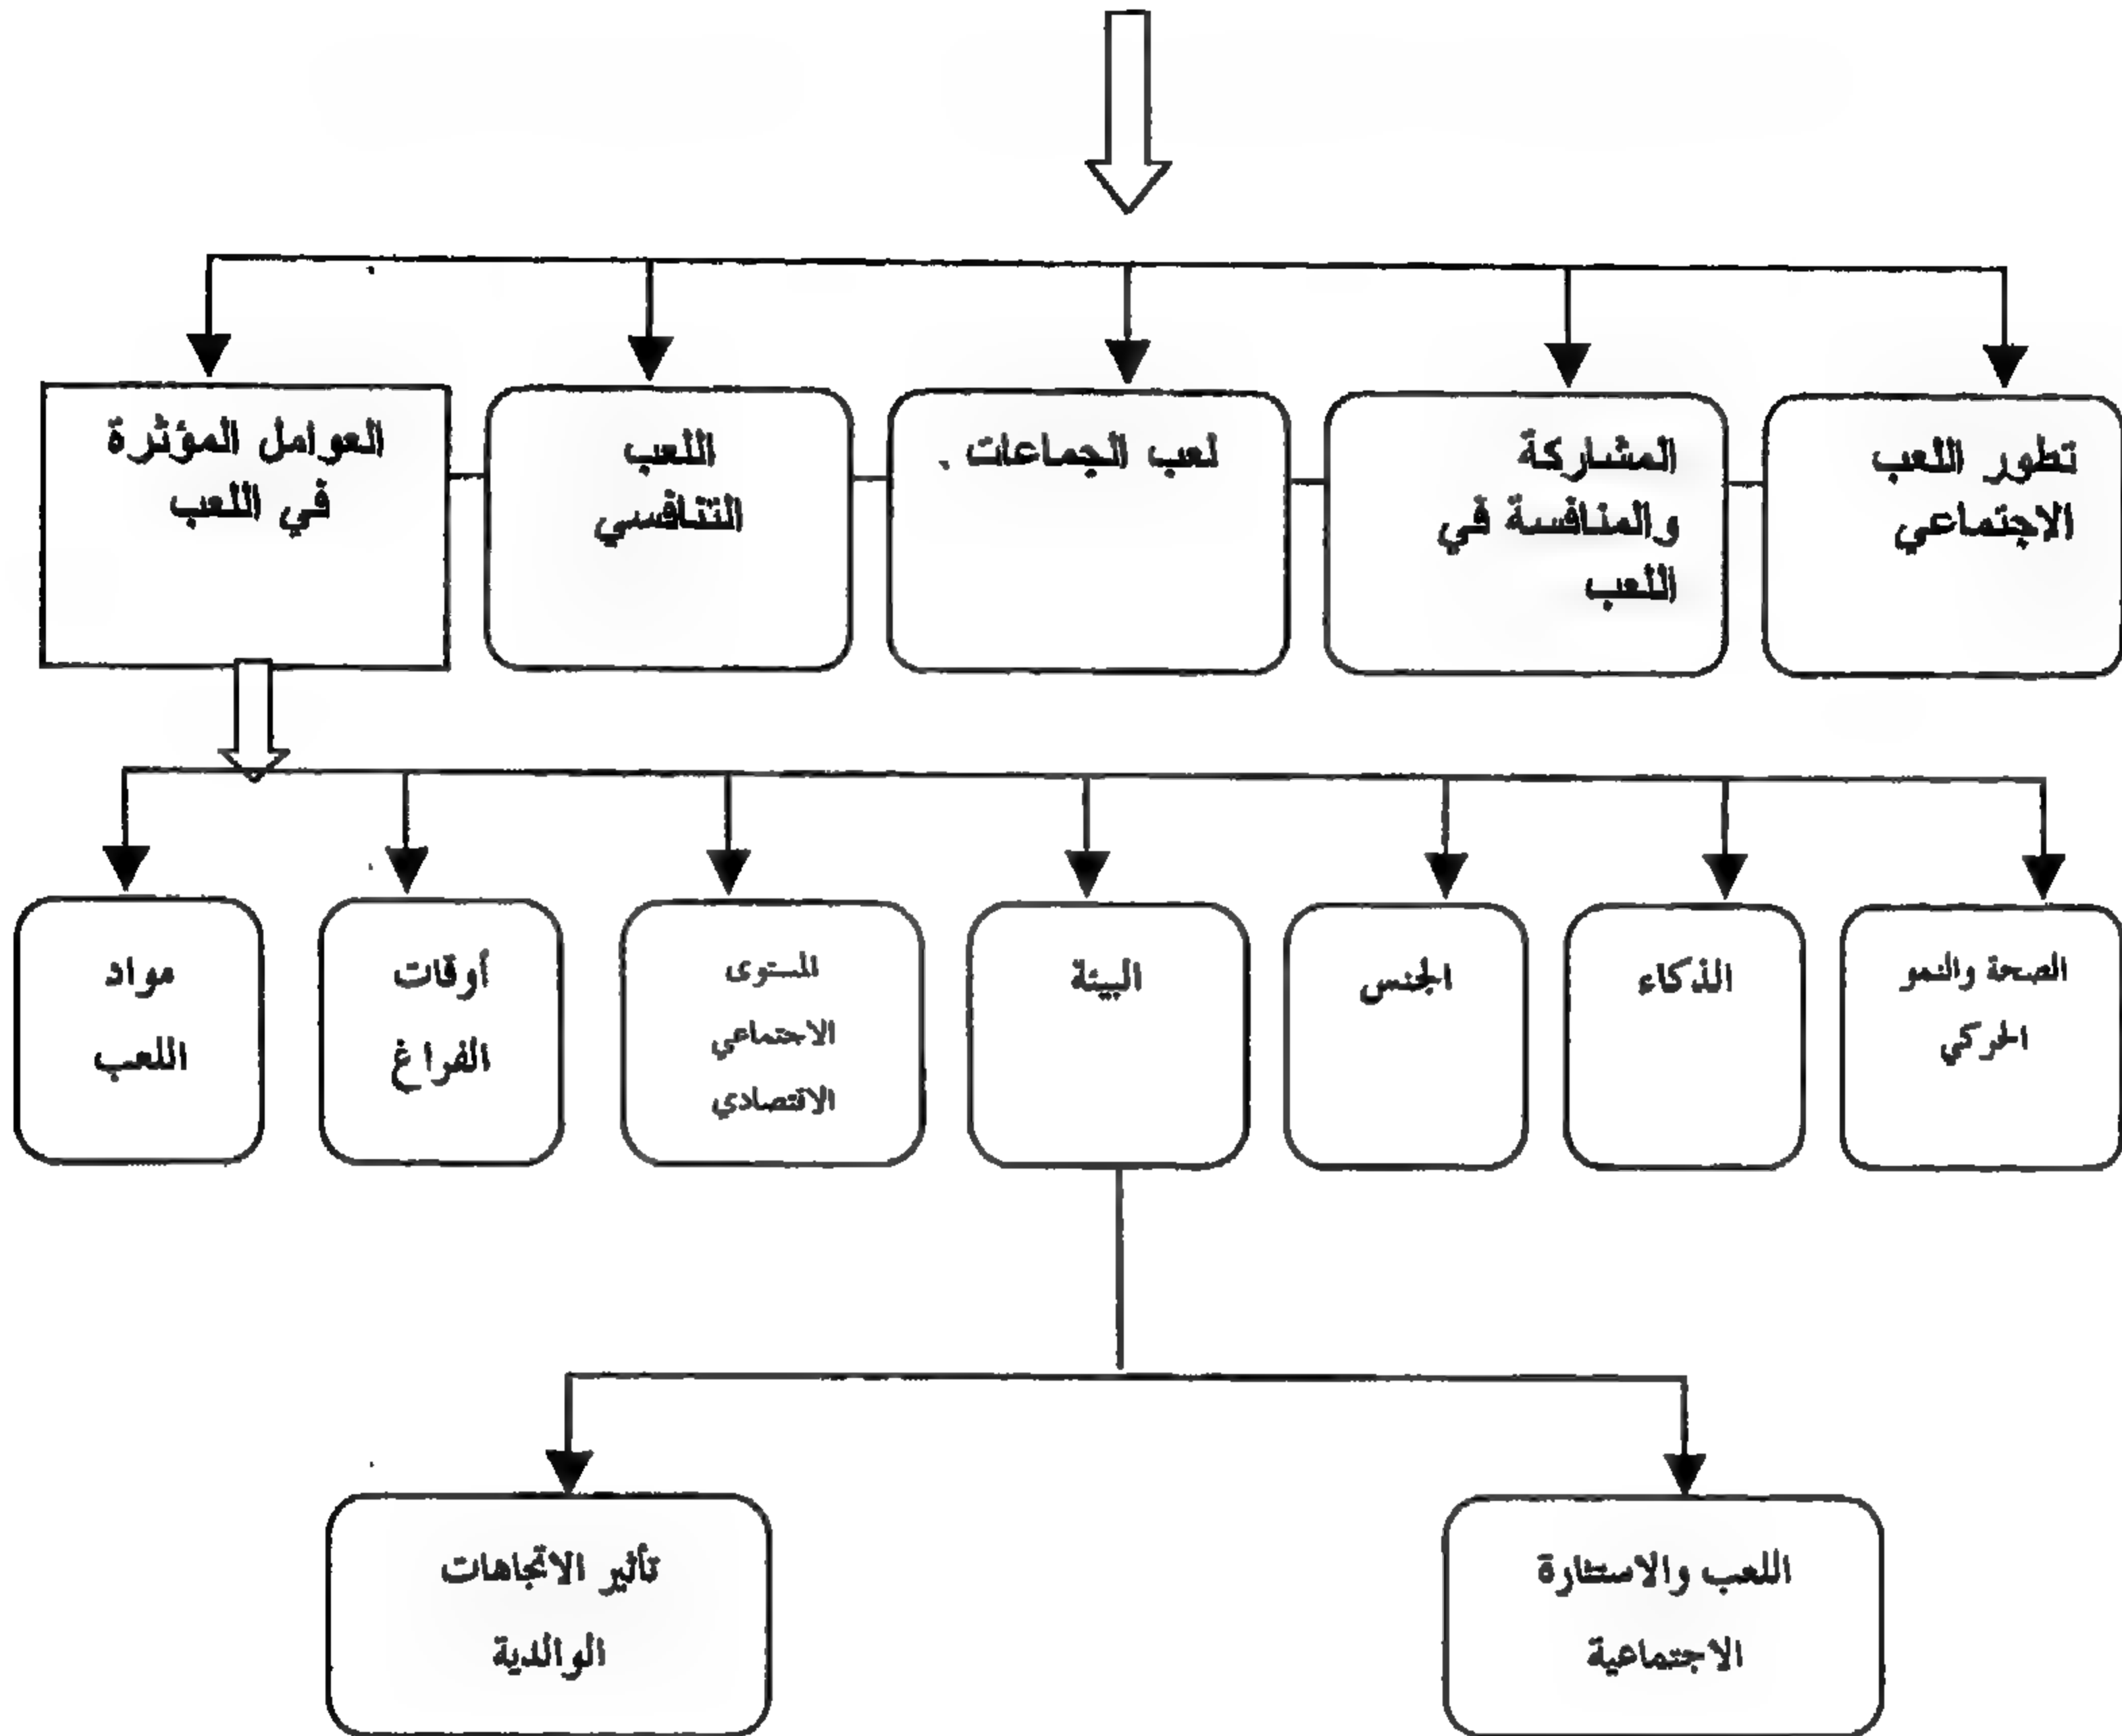 تطور اللعب
الاجتماعي
المشاركة
والمنافسة في
اللعب
لعب الجماعات .
اللعب
التنافسي
العوامل المؤثرة
في اللعب
الصحة والنمو
الحركي
الذكاء
الجنس
البيئة
المستوى
الاجتماعي
الاقتصادي
أوقات
الفراغ
مواد
اللعب
اللعب والاستثارة
الاجتماعية
تأثير الاتجاهات
الوالدية